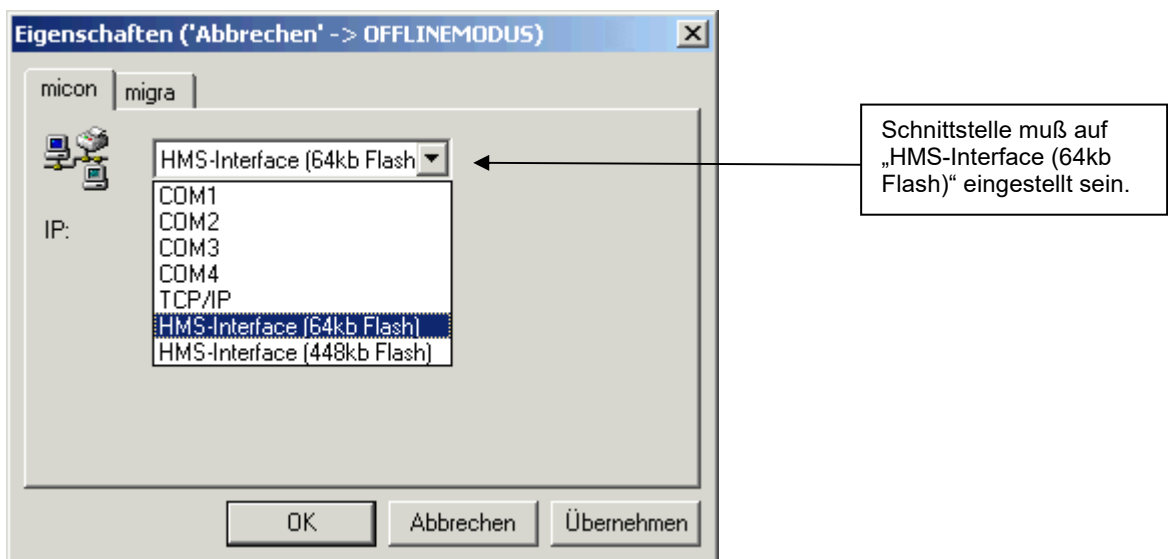 Eigenschaften ('Abbrechen' -> OFFLINEMODUS)
micon
migra
HMS-Interface (64kb Flash
IP:
COM1
COM2
COM3
COM4
TCP/IP
HMS-Interface (64kb Flash)
HMS-Interface (448kb Flash)
OK
Abbrechen
Übernehmen
Schnittstelle muß auf
„HMS-Interface (64kb
Flash)“ eingestellt sein.